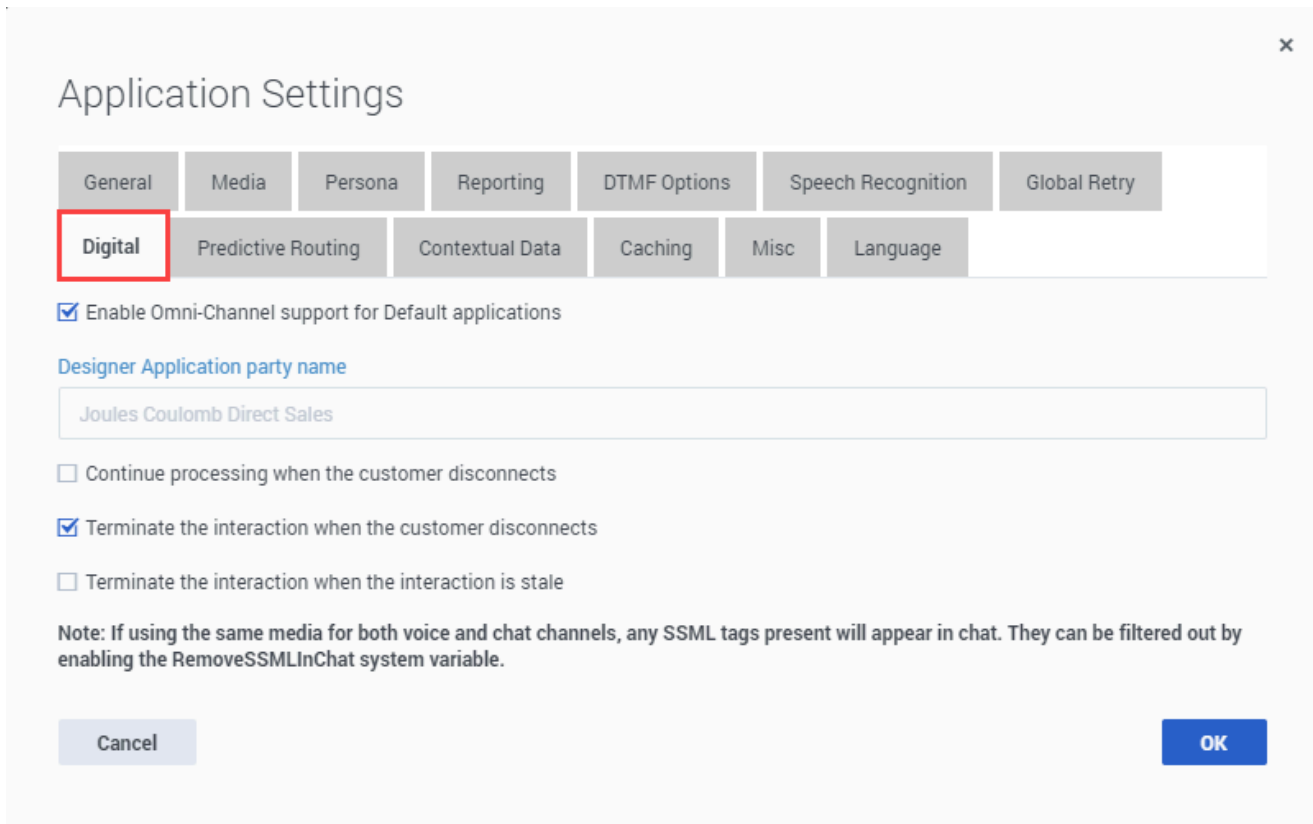 ×
Application Settings
General Media Persona Reporting DTMF Options Speech Recognition Global Retry
Digital Predictive Routing Contextual Data Caching Misc Language
Enable Omni-Channel support for Default applications
Designer Application party name
Joules Coulomb Direct Sales
Continue processing when the customer disconnects
Terminate the interaction when the customer disconnects
Terminate the interaction when the interaction is stale
Note: If using the same media for both voice and chat channels, any SSML tags present will appear in chat. They can be filtered out by
enabling the RemoveSSMLInChat system variable.
Cancel OK